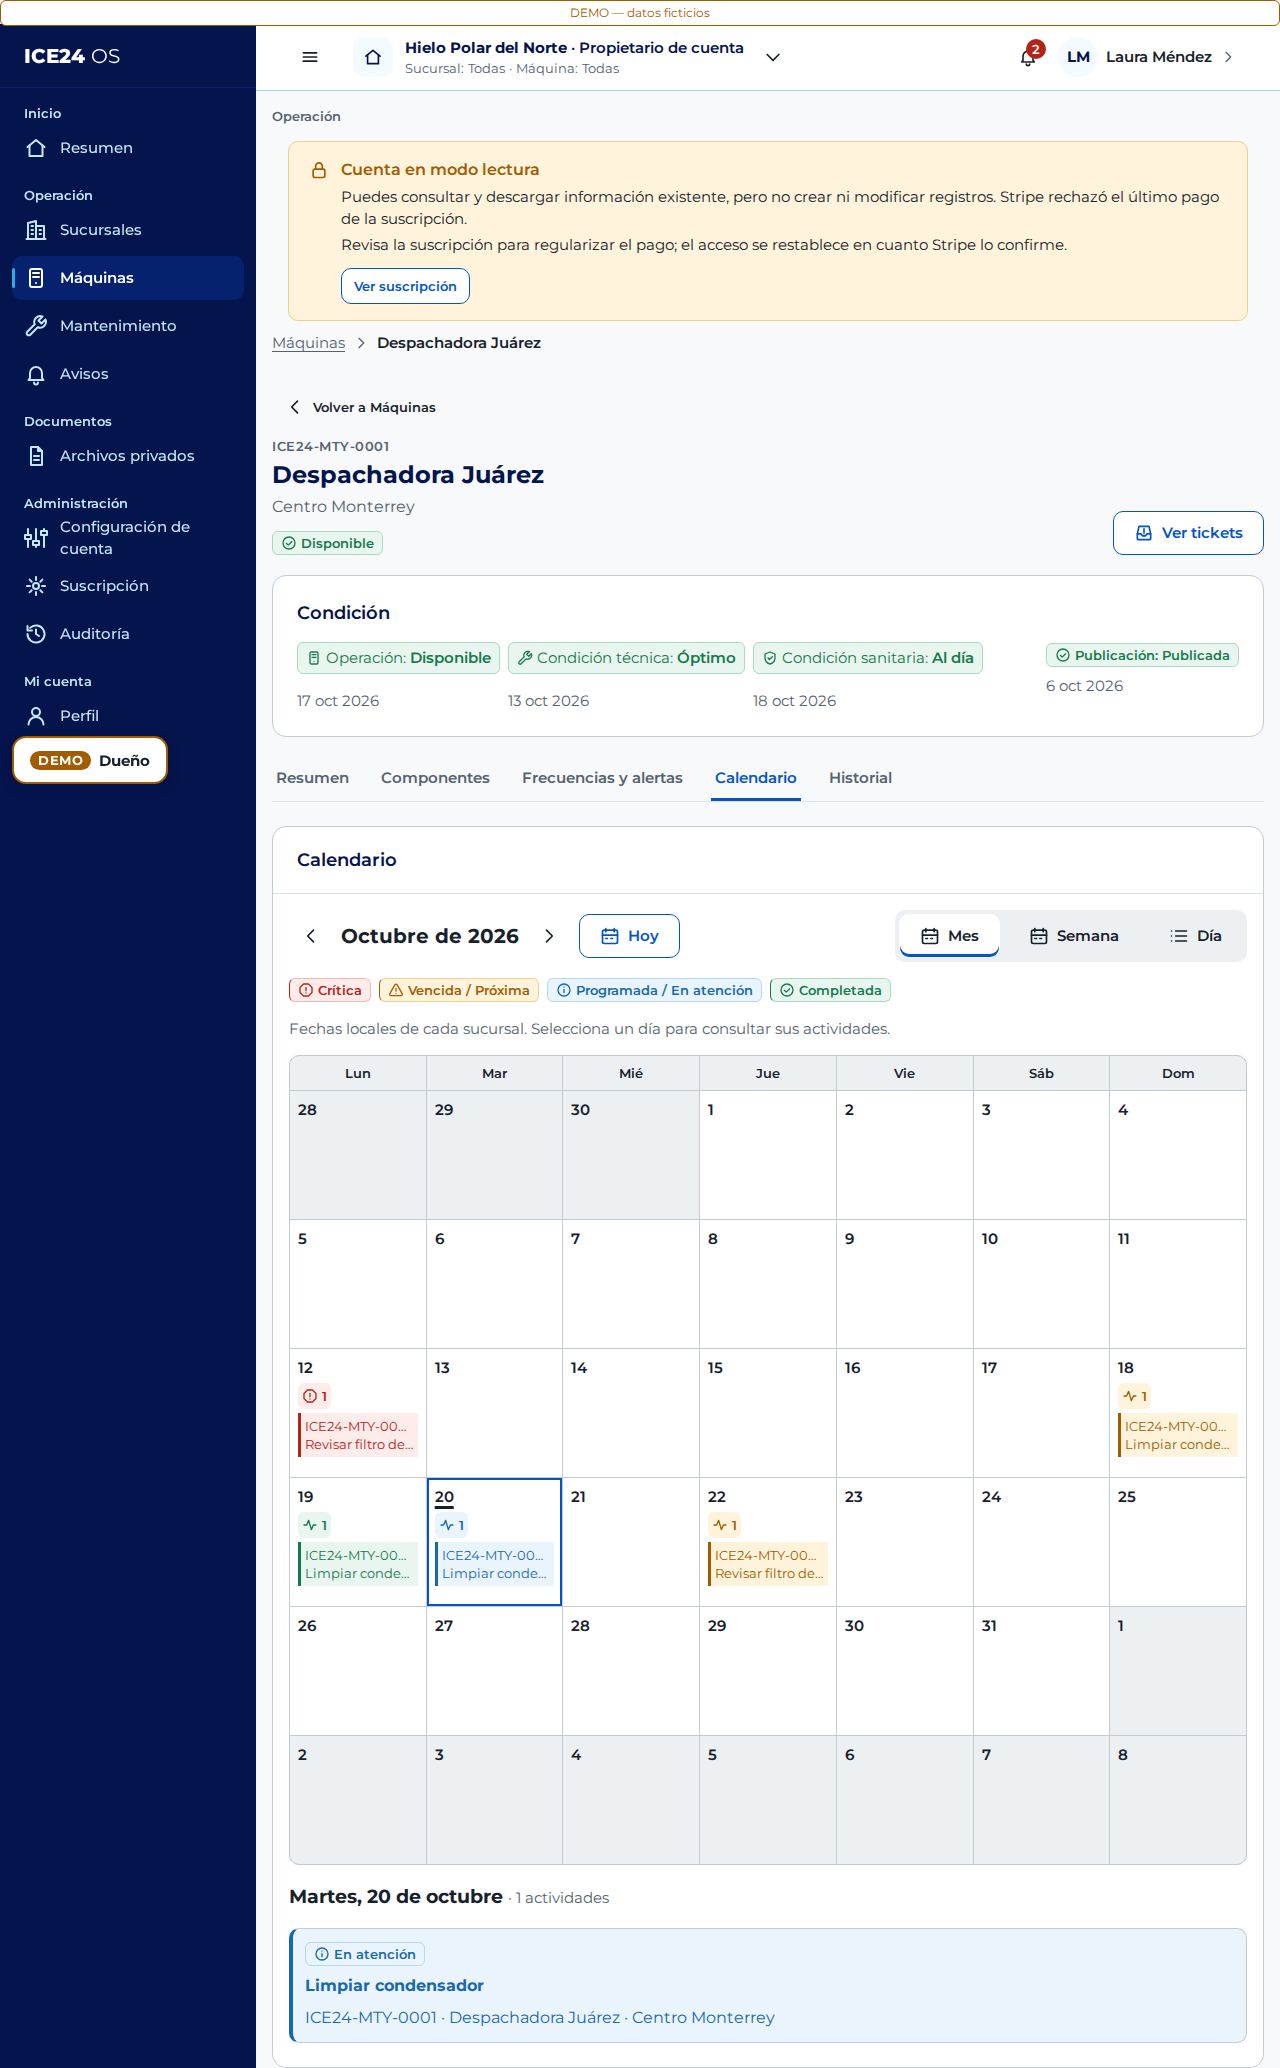 DEMO — datos ficticios
ICE24 OS
Inicio
Resumen
Operación
Sucursales
Máquinas
Mantenimiento
Avisos
Documentos
Archivos privados
Administración
Configuración de
cuenta
Suscripción
Auditoría
Mi cuenta
Perfil
DEMO Dueño
Hielo Polar del Norte · Propietario de cuenta
Sucursal: Todas · Máquina: Todas
2
LM Laura Méndez
Operación
Cuenta en modo lectura
Puedes consultar y descargar información existente, pero no crear ni modificar registros. Stripe rechazó el último pago
de la suscripción.
Revisa la suscripción para regularizar el pago; el acceso se restablece en cuanto Stripe lo confirme.
Ver suscripción
Máquinas > Despachadora Juárez
Volver a Máquinas
ICE24-MTY-0001
Despachadora Juárez
Centro Monterrey
Disponible
Ver tickets
Condición
Operación: Disponible
17 oct 2026
Condición técnica: Óptimo
13 oct 2026
Condición sanitaria: Al día
18 oct 2026
Publicación: Publicada
6 oct 2026
Resumen Componentes Frecuencias y alertas Calendario Historial
Calendario
Octubre de 2026
Hoy
Mes Semana Día
Crítica Vencida / Próxima Programada / En atención Completada
Fechas locales de cada sucursal. Selecciona un día para consultar sus actividades.
Lun Mar Mié Jue Vie Sáb Dom
28 29 30 1 2 3 4
5 6 7 8 9 10 11
12 13 14 15 16 17 18
1
ICE24-MTY-00...
Revisar filtro de...
1
ICE24-MTY-00...
Limpiar conde...
19 20 21 22 23 24 25
1
ICE24-MTY-00...
Limpiar conde...
1
ICE24-MTY-00...
Limpiar conde...
1
ICE24-MTY-00...
Revisar filtro de...
26 27 28 29 30 31 1
2 3 4 5 6 7 8
Martes, 20 de octubre · 1 actividades
En atención
Limpiar condensador
ICE24-MTY-0001 · Despachadora Juárez · Centro Monterrey